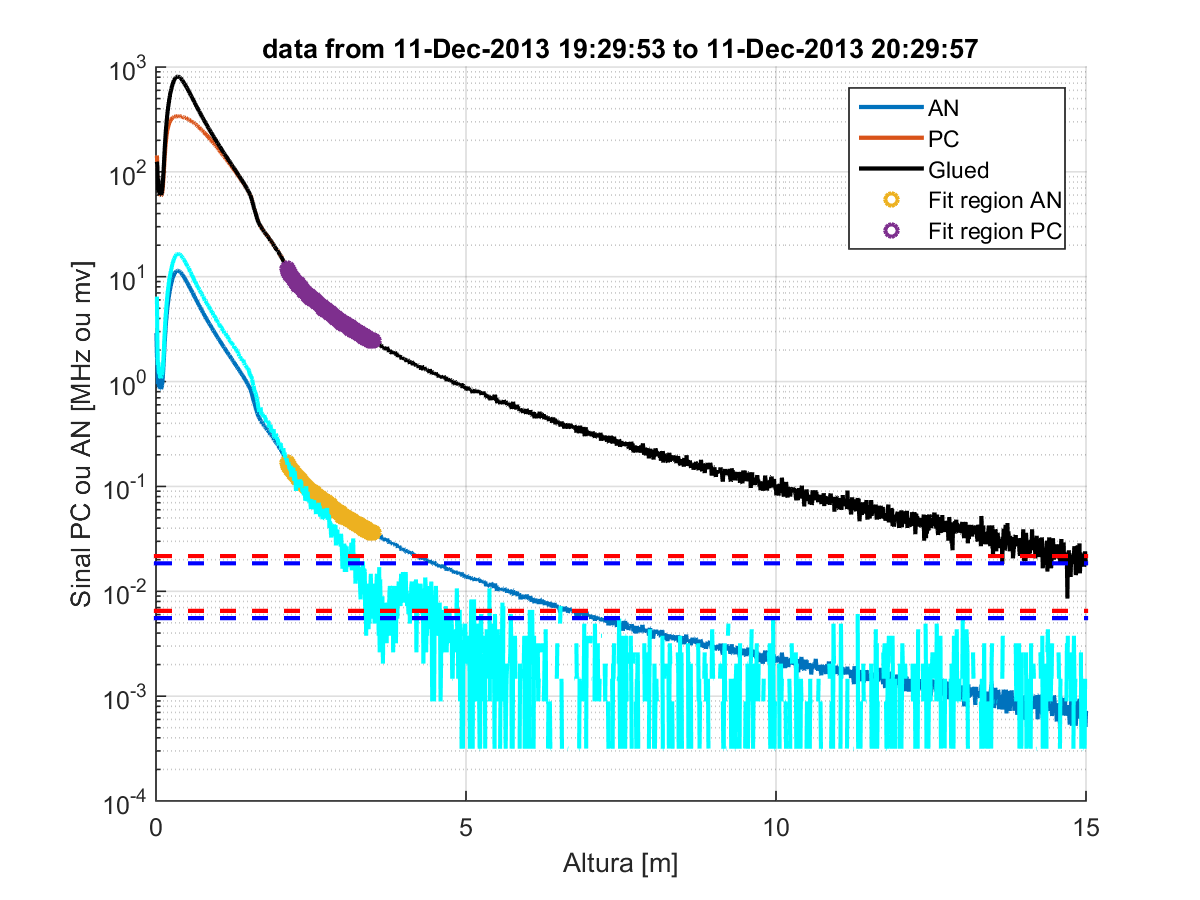 data from 11-Dec-2013 19:29:53 to 11-Dec-2013 20:29:57
10^3
10^2
10^1
10^0
10^-1
10^-2
10^-3
10^-4
Sinal PC ou AN [MHz ou mv]
AN
PC
Glued
Fit region AN
Fit region PC
0
5
10
15
Altura [m]